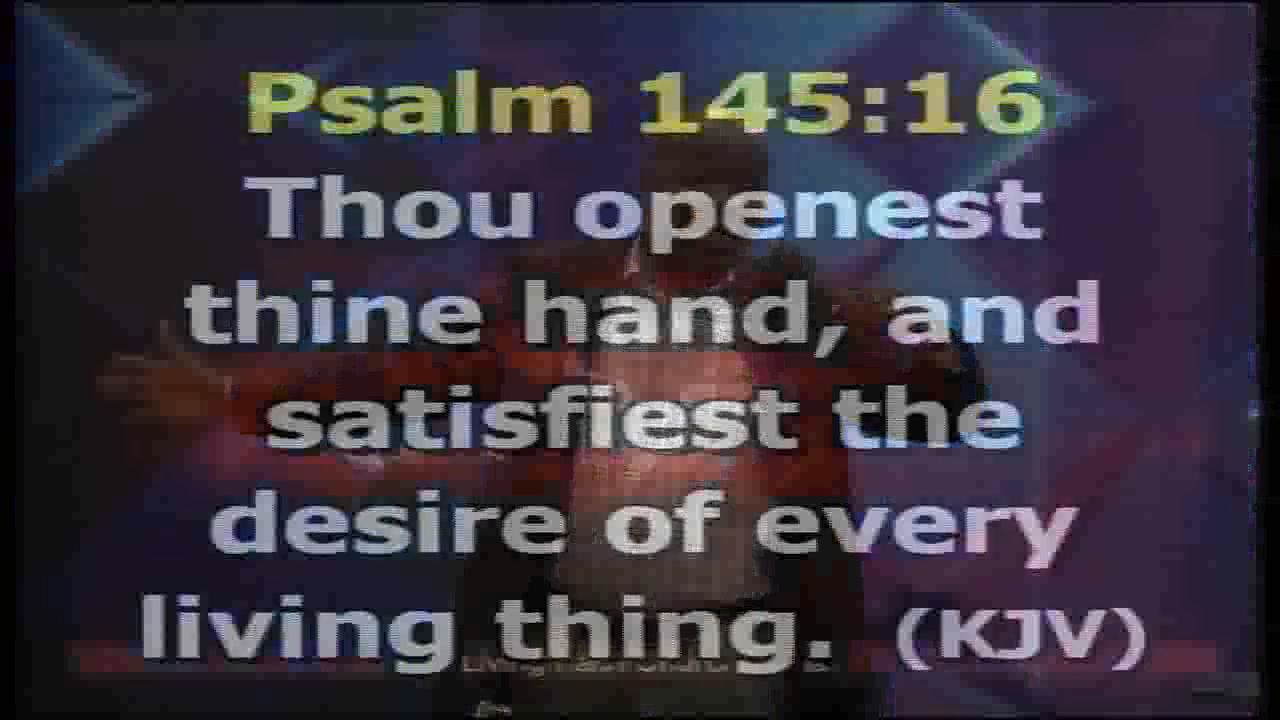 Psalm 145:16
Thou openest
thine hand, and
satisfiest the
desire of every
living thing. (KJV)